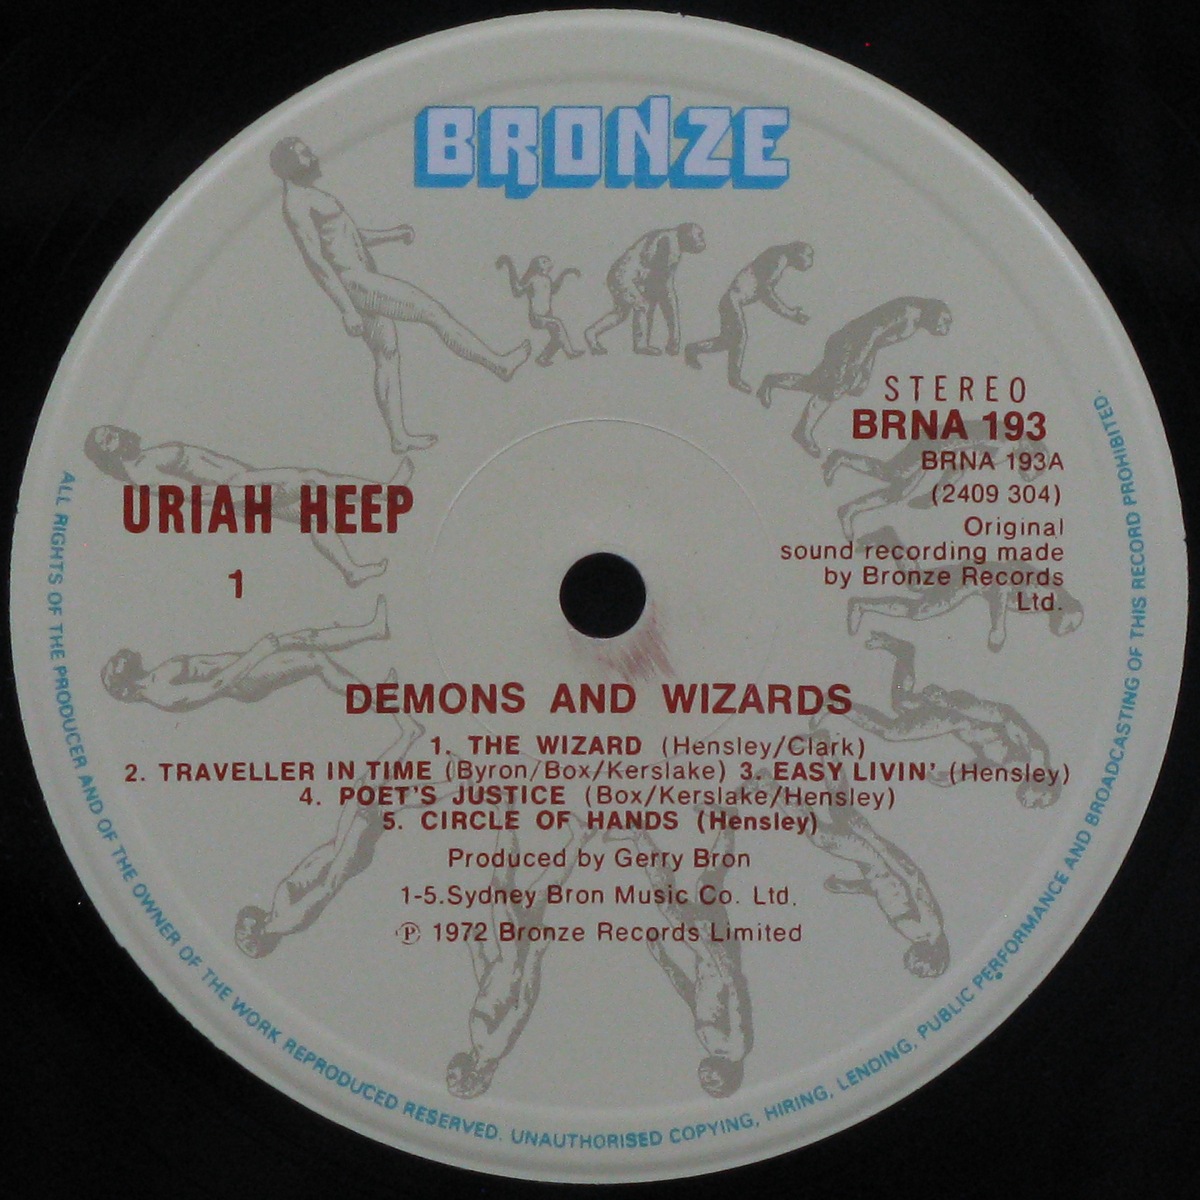 BRONZE
STEREO
BRNA 193
BRNA 193A
(2409 304)
Original
sound recording made
by Bronze Records
Ltd.
URIAH HEEP
1
DEMONS AND WIZARDS
1. THE WIZARD (Hensley/Clark)
2. TRAVELLER IN TIME (Byron/Box/Kerslake) 3. EASY LIVIN' (Hensley)
4. POET'S JUSTICE (Box/Kerslake/Hensley)
5. CIRCLE OF HANDS (Hensley)
Produced by Gerry Bron
1-5.Sydney Bron Music Co. Ltd.
℗ 1972 Bronze Records Limited
ALL RIGHTS OF THE PRODUCER AND OF THE OWNER OF THE WORK REPRODUCED RESERVED. UNAUTHORISED COPYING, HIRING, LENDING, PUBLIC PERFORMANCE AND BROADCASTING OF THIS RECORD PROHIBITED.